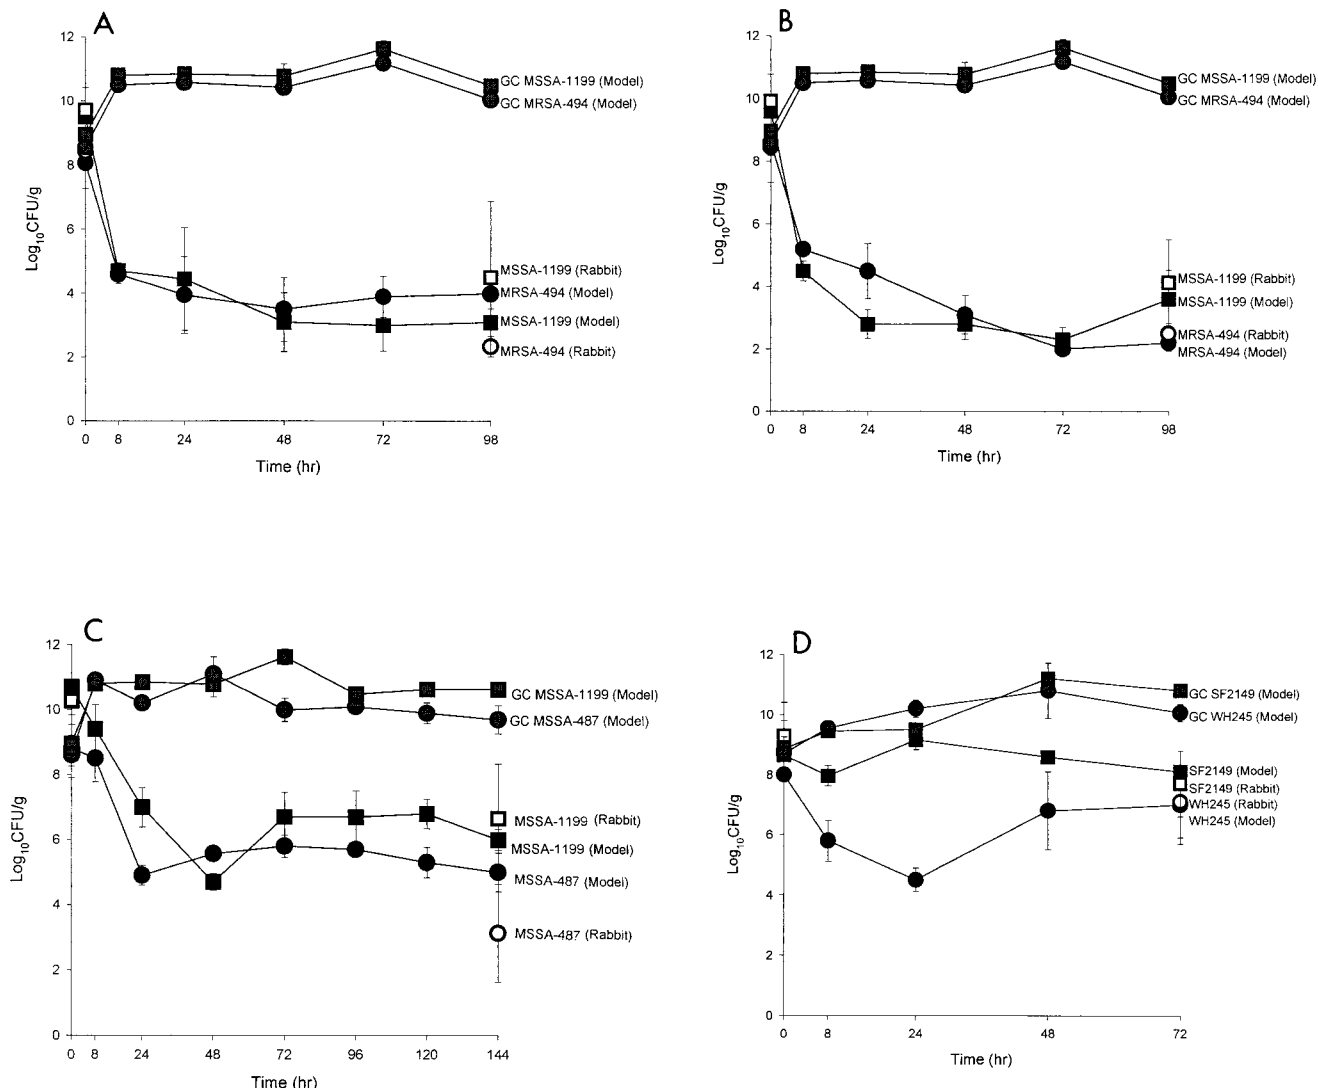 A
12
10
8
6
4
2
0
Log10CFU/g
GC MSSA-1199 (Model)
GC MRSA-494 (Model)
MSSA-1199 (Rabbit)
MRSA-494 (Model)
MSSA-1199 (Model)
MRSA-494 (Rabbit)
0 8 24 48 72 98
Time (hr)
B
12
10
8
6
4
2
0
Log10CFU/g
GC MSSA-1199 (Model)
GC MRSA-494 (Model)
MSSA-1199 (Rabbit)
MSSA-1199 (Model)
MRSA-494 (Rabbit)
MRSA-494 (Model)
0 8 24 48 72 98
Time (hr)
C
12
10
8
6
4
2
0
Log10CFU/g
GC MSSA-1199 (Model)
GC MSSA-487 (Model)
MSSA-1199 (Rabbit)
MSSA-1199 (Model)
MSSA-487 (Model)
MSSA-487 (Rabbit)
0 8 24 48 72 96 120 144
Time (hr)
D
12
10
8
6
4
2
0
Log10CFU/g
GC SF2149 (Model)
GC WH245 (Model)
SF2149 (Model)
SF2149 (Rabbit)
WH245 (Rabbit)
WH245 (Model)
0 8 24 48 72
Time (hr)